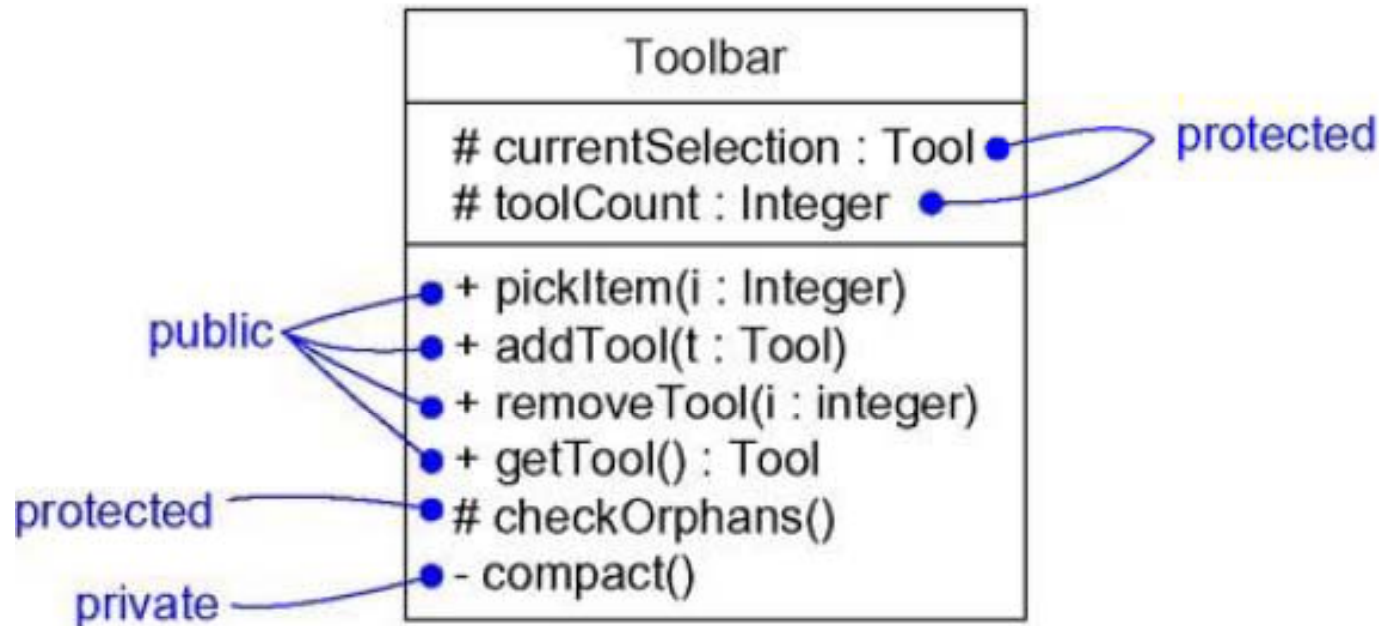 Toolbar
# currentSelection : Tool
protected
# toolCount : Integer
+ pickItem(i : Integer)
public
+ addTool(t : Tool)
+ removeTool(i : integer)
+ getTool() : Tool
protected
# checkOrphans()
- compact()
private